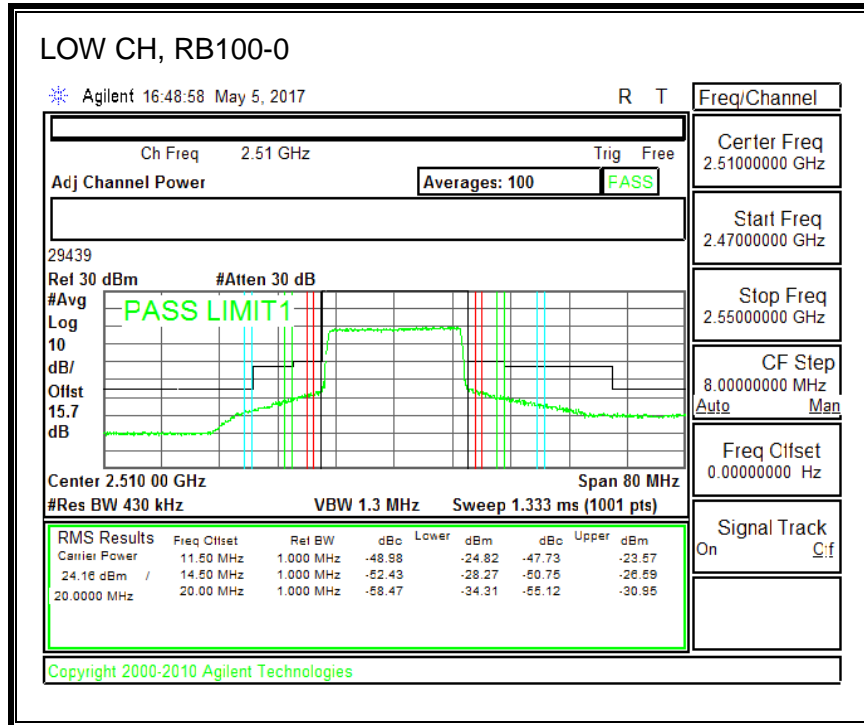 LOW CH, RB100-0
Agilent 16:48:58 May 5, 2017 R T
Freq/Channel
Ch Freq 2.51 GHz Trig Free
Adj Channel Power Averages: 100 PASS
Center Freq
2.51000000 GHz
Start Freq
2.47000000 GHz
Stop Freq
2.55000000 GHz
CF Step
8.00000000 MHz
Auto Man
Freq Offset
0.00000000 Hz
Signal Track
On Off
29439
Ref 30 dBm #Atten 30 dB
#Avg
Log
10
dB/
Offst
15.7
dB
PASS LIMIT1
Center 2.510 00 GHz Span 80 MHz
#Res BW 430 kHz VBW 1.3 MHz Sweep 1.333 ms (1001 pts)
RMS Results Freq Offset Ref BW dBc Lower dBm dBc Upper dBm
Carrier Power 11.50 MHz 1.000 MHz -48.98 -24.82 -47.73 -23.57
24.16 dBm / 14.50 MHz 1.000 MHz -52.43 -28.27 -50.75 -26.59
20.0000 MHz 20.00 MHz 1.000 MHz -58.47 -34.31 -55.12 -30.95
Copyright 2000-2010 Agilent Technologies